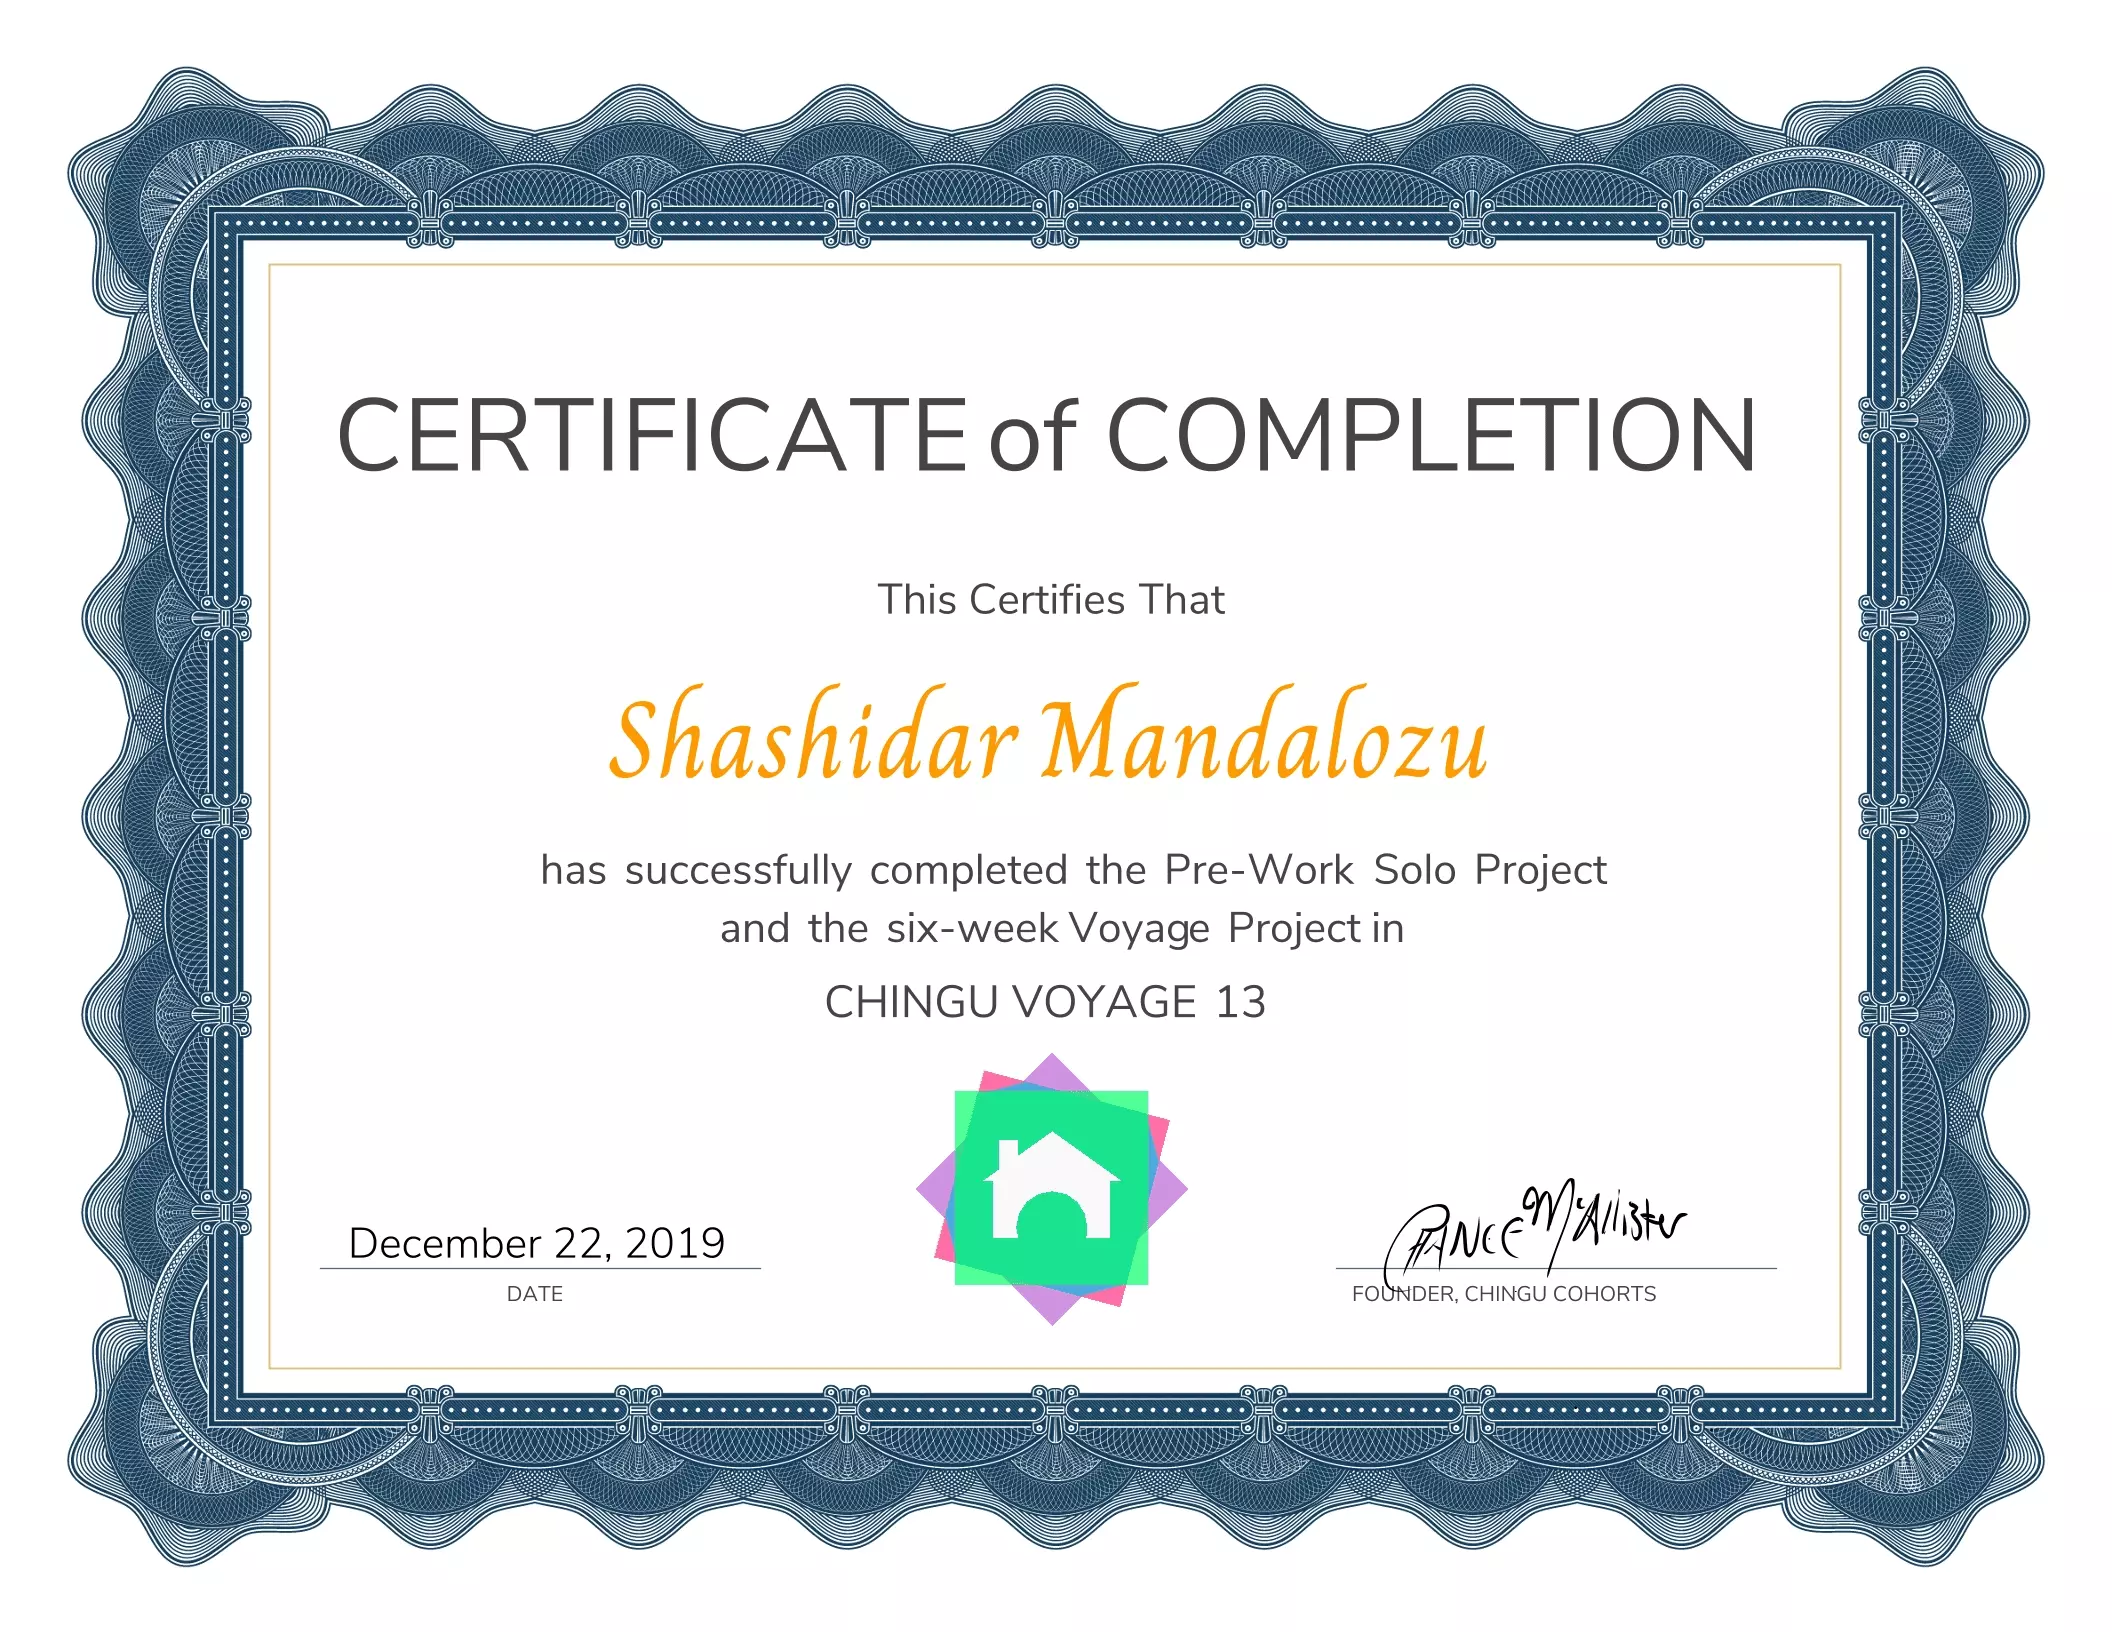 CERTIFICATE of COMPLETION
This Certifies That
Shashidar Mandalozu
has successfully completed the Pre-Work Solo Project
and the six-week Voyage Project in
CHINGU VOYAGE 13
December 22, 2019
DATE
Chance McAllister
FOUNDER, CHINGU COHORTS